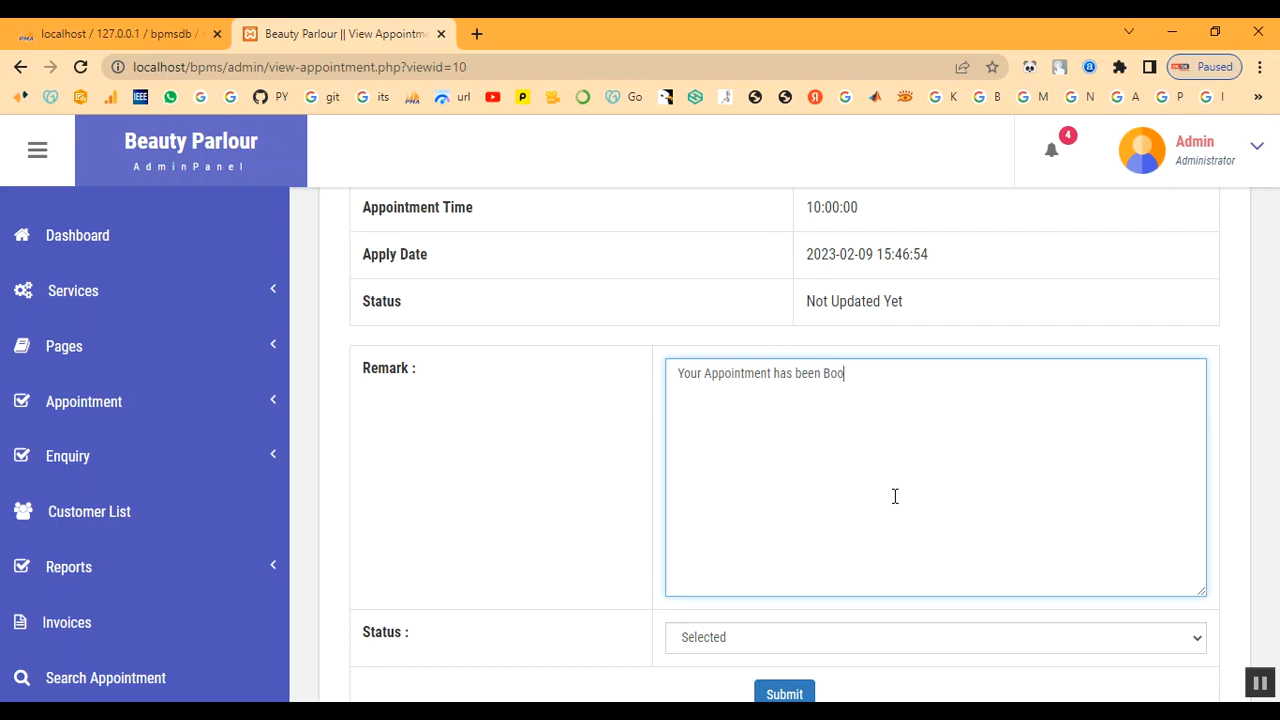 localhost / 127.0.0.1 / bpmsdb /
Beauty Parlour || View Appointme
localhost/bpms/admin/view-appointment.php?viewid=10
Paused
IEEE
PY
git
its
PMA
url
Go
K
B
M
N
A
P
I
Beauty Parlour
AdminPanel
4
Admin
Administrator
Dashboard
Services
Pages
Appointment
Enquiry
Customer List
Reports
Invoices
Search Appointment
Appointment Time
10:00:00
Apply Date
2023-02-09 15:46:54
Status
Not Updated Yet
Remark :
Your Appointment has been Boo
Status :
Selected
Submit